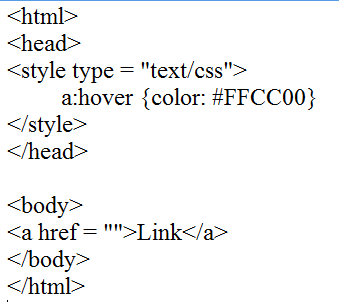 <html>
<head>
<style type = "text/css">
a:hover {color: #FFCC00}
</style>
</head>
<body>
<a href = "">Link</a>
</body>
</html>